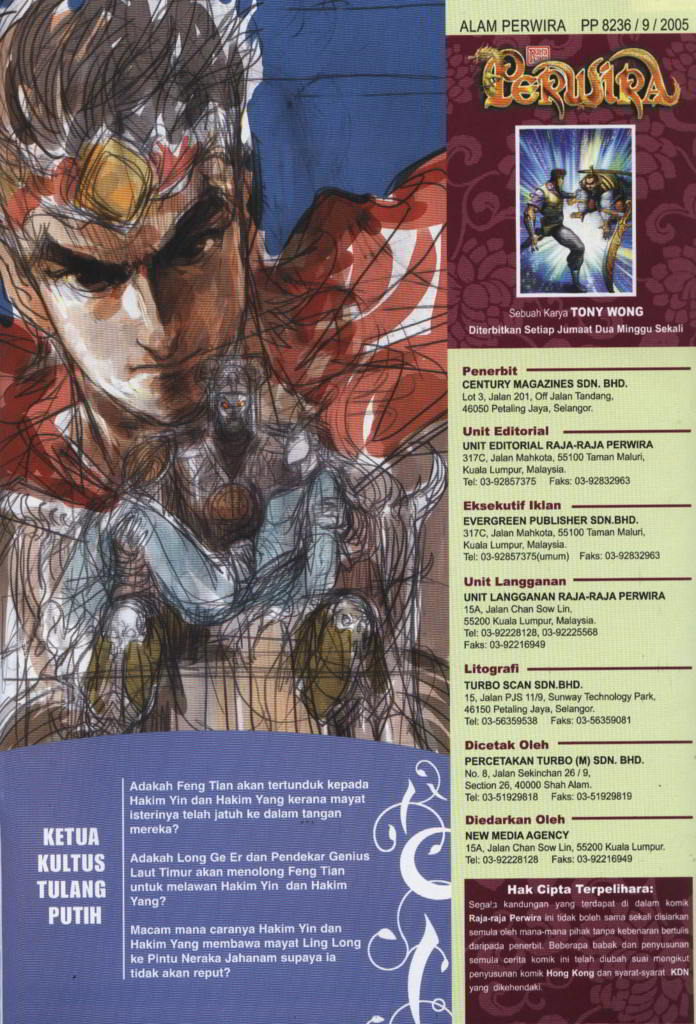 ALAM PERWIRA PP 8236 / 9 / 2005
PERWIRA
Sebuah Karya TONY WONG
Diterbitkan Setiap Jumaat Dua Minggu Sekali
Penerbit
CENTURY MAGAZINES SDN. BHD.
Lot 3, Jalan 201, Off Jalan Tandang,
46050 Petaling Jaya, Selangor.
Unit Editorial
UNIT EDITORIAL RAJA-RAJA PERWIRA
317C, Jalan Mahkota, 55100 Taman Maluri,
Kuala Lumpur, Malaysia.
Tel: 03-92857375 Faks: 03-92832963
Eksekutif Iklan
EVERGREEN PUBLISHER SDN.BHD.
317C, Jalan Mahkota, 55100 Taman Maluri,
Kuala Lumpur, Malaysia.
Tel: 03-92857375(umum) Faks: 03-92832963
Unit Langganan
UNIT LANGGANAN RAJA-RAJA PERWIRA
15A, Jalan Chan Sow Lin,
55200 Kuala Lumpur, Malaysia.
Tel: 03-92228128, 03-92225568
Faks: 03-92216949
Litografi
TURBO SCAN SDN.BHD.
15, Jalan PJS 11/9, Sunway Technology Park,
46150 Petaling Jaya, Selangor.
Tel: 03-56359538 Faks: 03-56359081
Dicetak Oleh
PERCETAKAN TURBO (M) SDN. BHD.
No. 8, Jalan Sekinchan 26 / 9,
Section 26, 40000 Shah Alam.
Tel: 03-51929818 Faks: 03-51929819
Diedarkan Oleh
NEW MEDIA AGENCY
15A, Jalan Chan Sow Lin, 55200 Kuala Lumpur.
Tel: 03-92228128 Faks: 03-92216949
Hak Cipta Terpelihara:
Segala kandungan yang terdapat di dalam komik
Raja-raja Perwira ini tidak boleh sama sekali disiarkan
semula oleh mana-mana pihak tanpa kebenaran bertulis
daripada penerbit. Beberapa babak dan penyusunan
semula cerita komik ini telah diubah suai mengikut
penyusunan komik Hong Kong dan syarat-syarat KDN
yang dikehendaki.
KETUA
KULTUS
TULANG
PUTIH
Adakah Feng Tian akan tertunduk kepada
Hakim Yin dan Hakim Yang kerana mayat
isterinya telah jatuh ke dalam tangan
mereka?
Adakah Long Ge Er dan Pendekar Genius
Laut Timur akan menolong Feng Tian
untuk melawan Hakim Yin dan Hakim
Yang?
Macam mana caranya Hakim Yin dan
Hakim Yang membawa mayat Ling Long
ke Pintu Neraka Jahanam supaya ia
tidak akan reput?